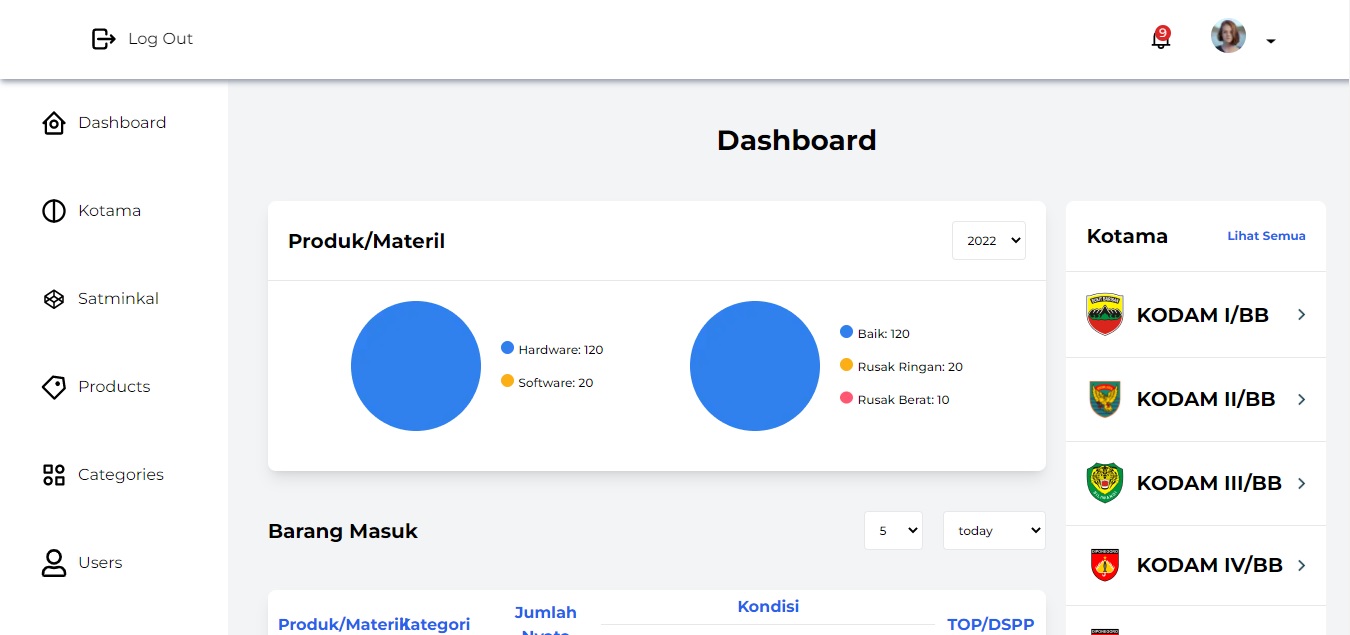 Log Out
9
Dashboard
Kotama
Satminkal
Products
Categories
Users
Dashboard
Produk/Materil
2022
Hardware: 120
Software: 20
Baik: 120
Rusak Ringan: 20
Rusak Berat: 10
Barang Masuk
5
today
Produk/Materil
Kategori
Jumlah
Nyata
Kondisi
TOP/DSPP
Kotama
Lihat Semua
KODAM I/BB
KODAM II/BB
KODAM III/BB
DIPONEGORO
KODAM IV/BB